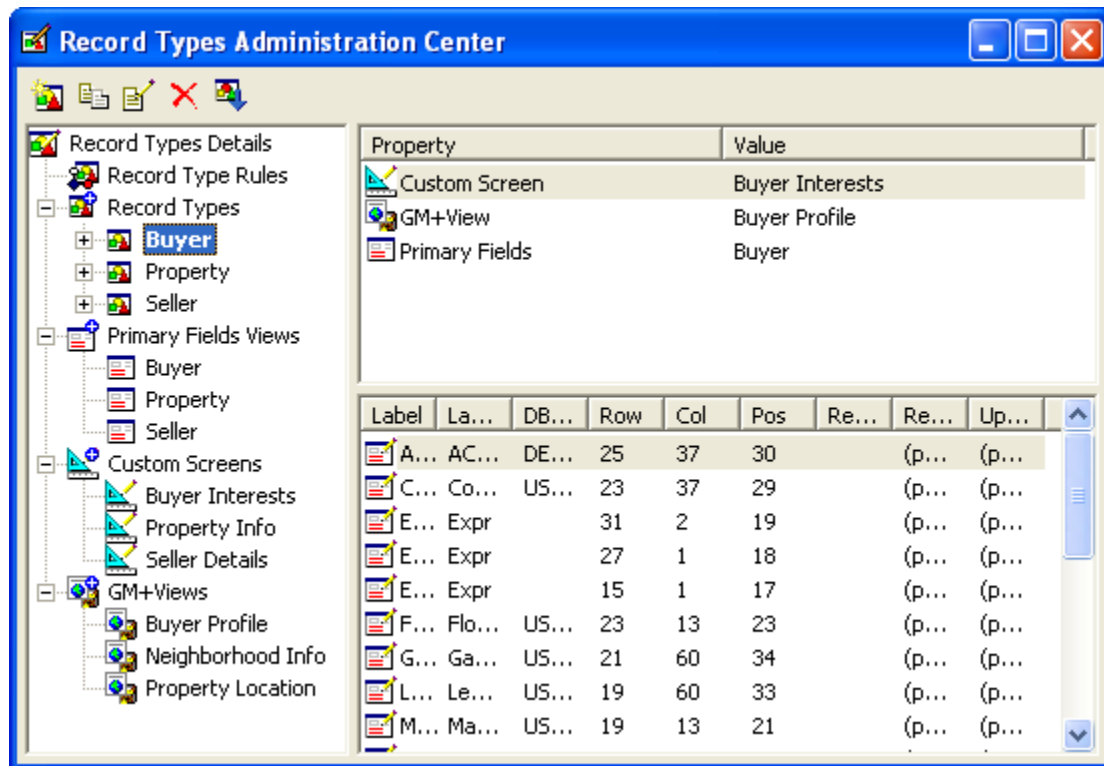 Record Types Administration Center
Record Types Details
Record Type Rules
Record Types
Buyer
Property
Seller
Primary Fields Views
Buyer
Property
Seller
Custom Screens
Buyer Interests
Property Info
Seller Details
GM+Views
Buyer Profile
Neighborhood Info
Property Location
Property Value
Custom Screen Buyer Interests
GM+View Buyer Profile
Primary Fields Buyer
Label La... DB... Row Col Pos Re... Re... Up...
A... AC... DE... 25 37 30 (p... (p...
C... Co... US... 23 37 29 (p... (p...
E... Expr 31 2 19 (p... (p...
E... Expr 27 1 18 (p... (p...
E... Expr 15 1 17 (p... (p...
F... Flo... US... 23 13 23 (p... (p...
G... Ga... US... 21 60 34 (p... (p...
L... Le... US... 19 60 33 (p... (p...
M... Ma... US... 19 13 21 (p... (p...